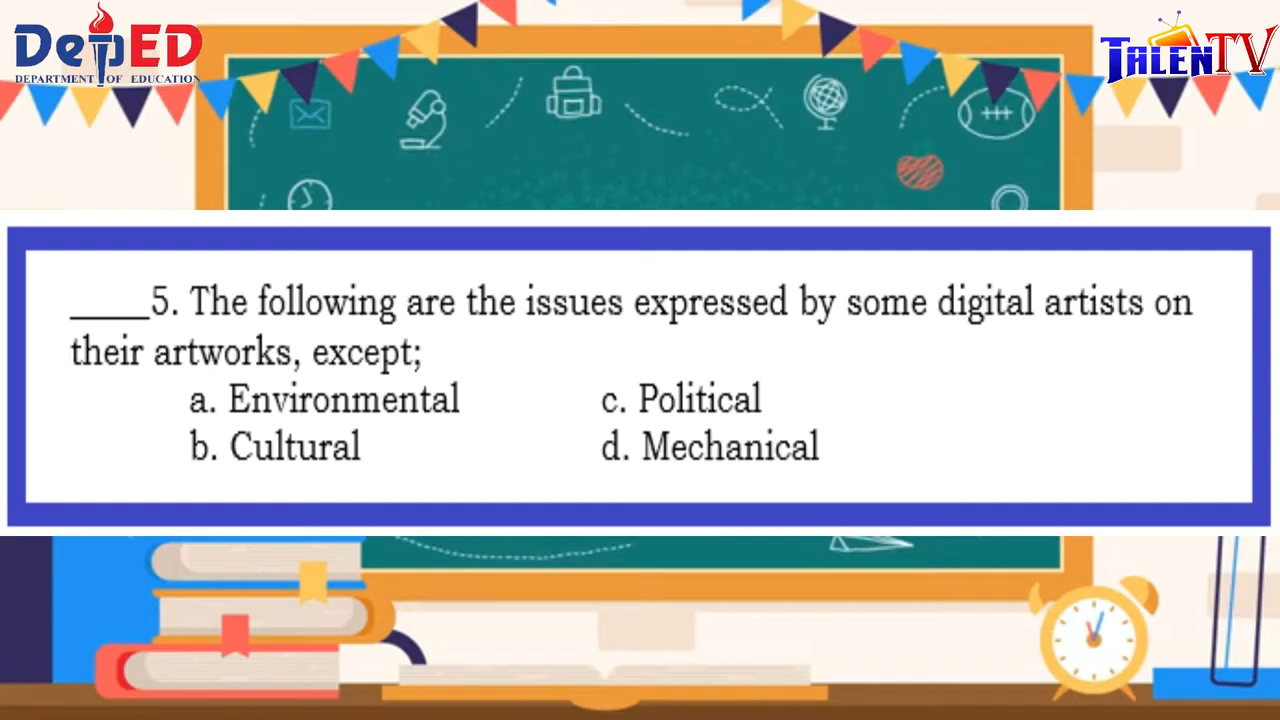 DepED
DEPARTMENT OF EDUCATION
TALENTV
____5. The following are the issues expressed by some digital artists on
their artworks, except;
a. Environmental c. Political
b. Cultural d. Mechanical